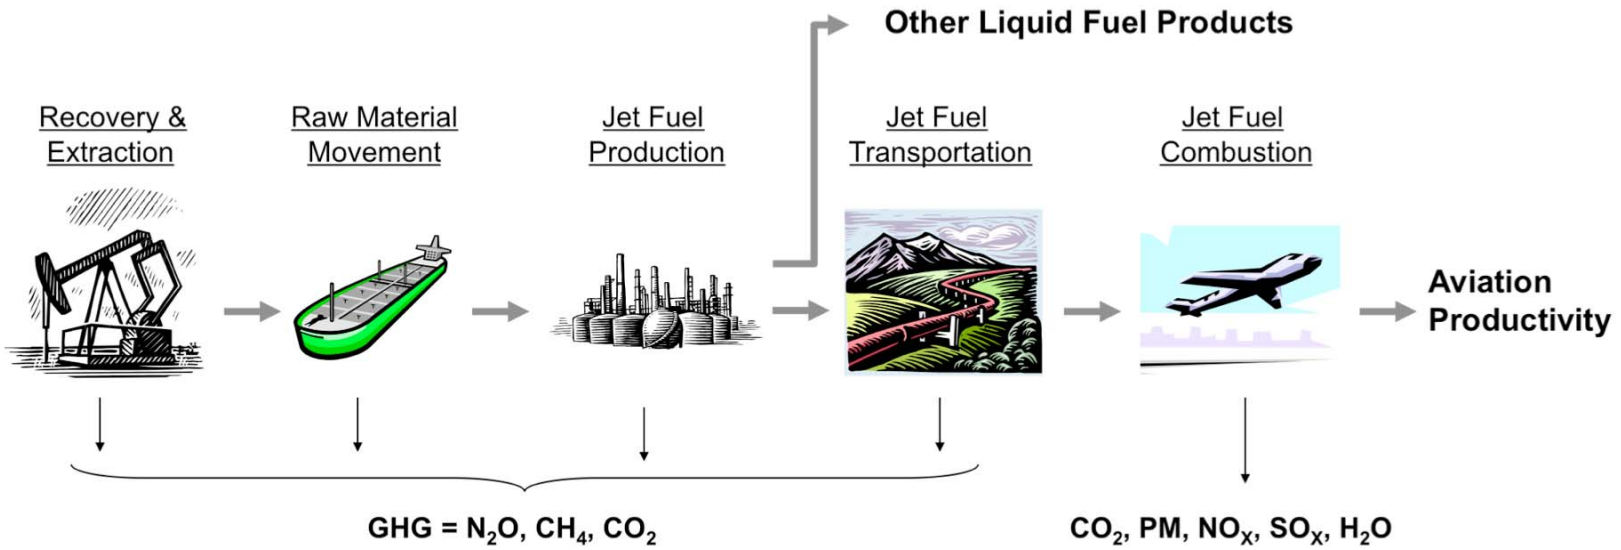 Other Liquid Fuel Products
Recovery &
Extraction
Raw Material
Movement
Jet Fuel
Production
Jet Fuel
Transportation
Jet Fuel
Combustion
Aviation
Productivity
GHG = N₂O, CH₄, CO₂
CO₂, PM, NOₓ, SOₓ, H₂O